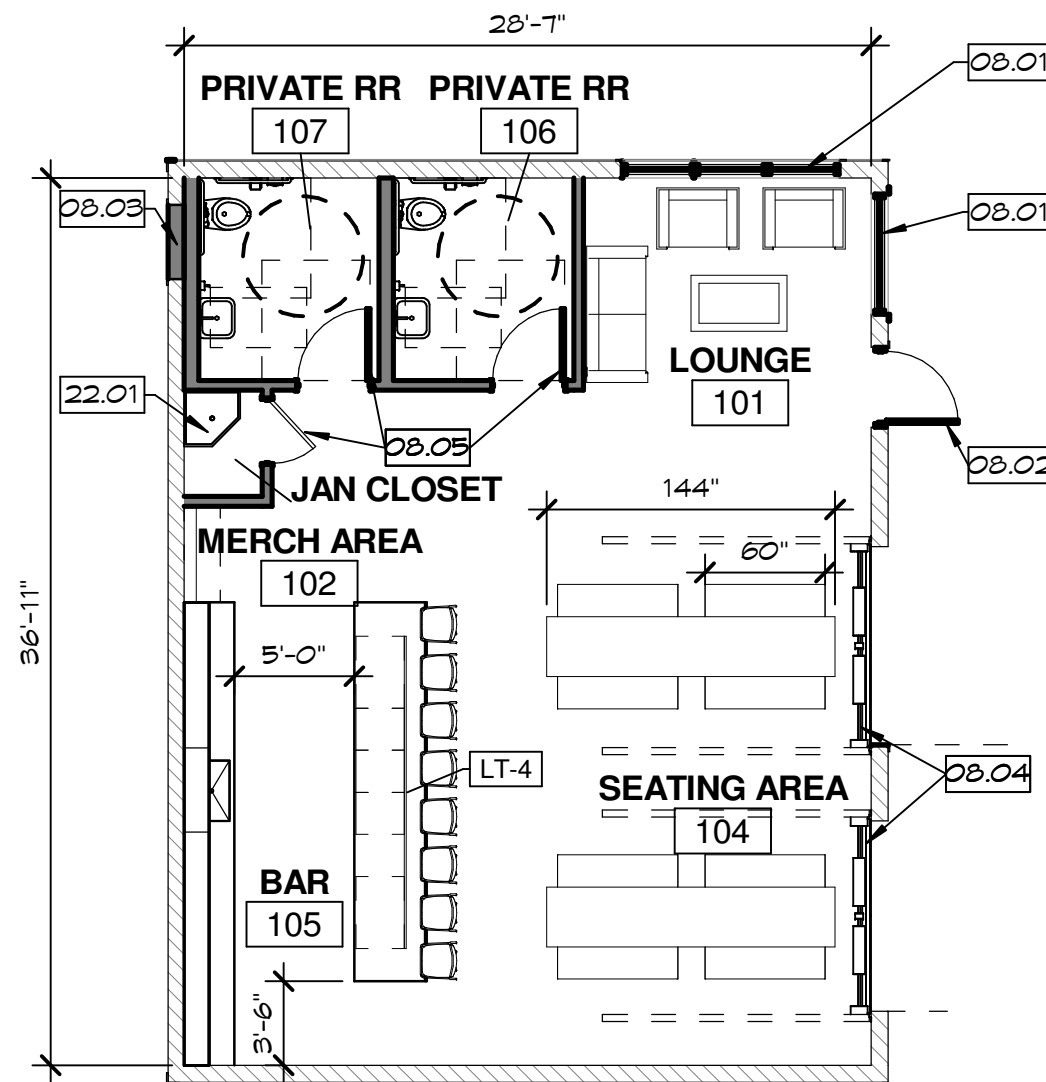 28'-7"
08.01
PRIVATE RR PRIVATE RR
107 106
08.03
08.01
LOUNGE
101
22.01
08.05
08.02
JAN CLOSET
144"
MERCH AREA
102
60"
36'-11"
5'-0"
LT-4
08.04
SEATING AREA
104
BAR
105
3'-6"